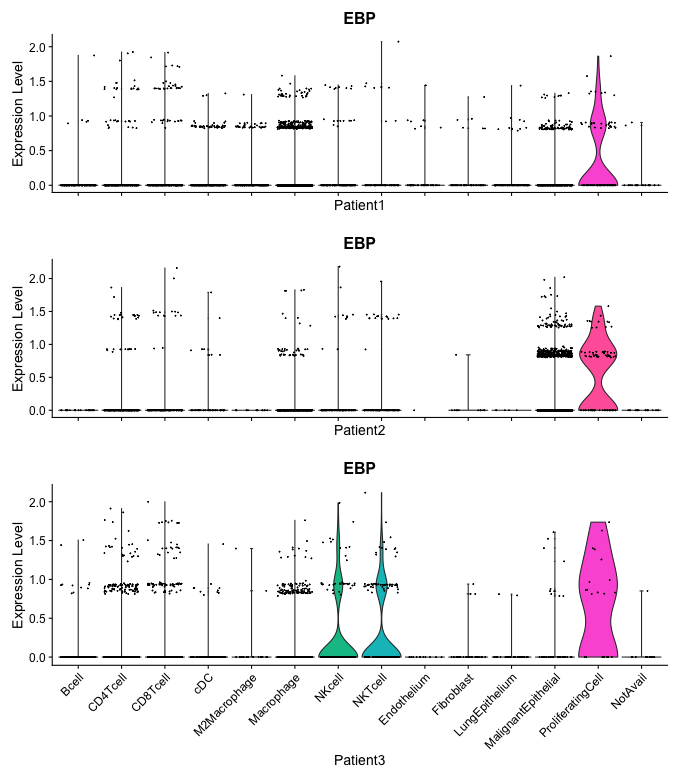 EBP
Expression Level
2.0
1.5
1.0
0.5
0.0
Patient1
EBP
Expression Level
2.0
1.5
1.0
0.5
0.0
Patient2
EBP
Expression Level
2.0
1.5
1.0
0.5
0.0
Bcell
CD4Tcell
CD8Tcell
cDC
M2Macrophage
Macrophage
NKcell
NKTcell
Endothelium
Fibroblast
LungEpithelium
MalignantEpithelial
ProliferatingCell
NotAvail
Patient3